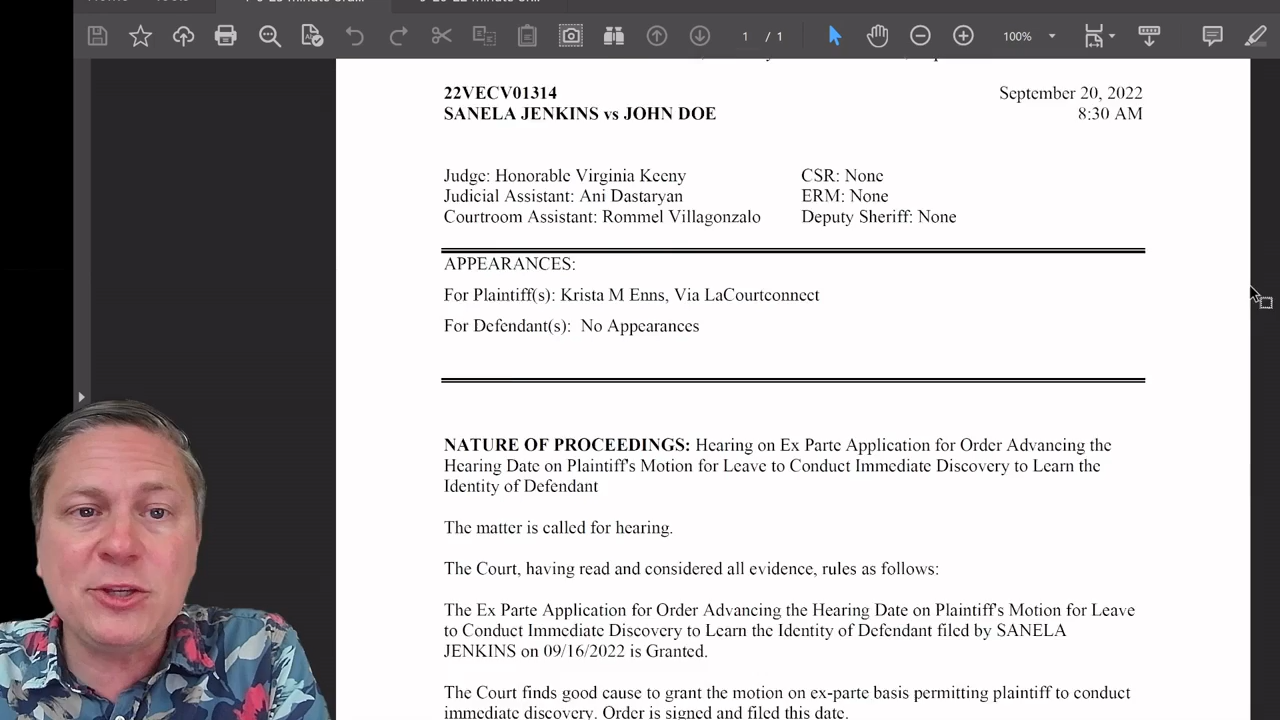 1 / 1
100%
22VECV01314
September 20, 2022
SANELA JENKINS vs JOHN DOE
8:30 AM
Judge: Honorable Virginia Keeny
CSR: None
Judicial Assistant: Ani Dastaryan
ERM: None
Courtroom Assistant: Rommel Villagonzalo
Deputy Sheriff: None
APPEARANCES:
For Plaintiff(s): Krista M Enns, Via LaCourtconnect
For Defendant(s): No Appearances
NATURE OF PROCEEDINGS: Hearing on Ex Parte Application for Order Advancing the
Hearing Date on Plaintiff's Motion for Leave to Conduct Immediate Discovery to Learn the
Identity of Defendant
The matter is called for hearing.
The Court, having read and considered all evidence, rules as follows:
The Ex Parte Application for Order Advancing the Hearing Date on Plaintiff's Motion for Leave
to Conduct Immediate Discovery to Learn the Identity of Defendant filed by SANELA
JENKINS on 09/16/2022 is Granted.
The Court finds good cause to grant the motion on ex-parte basis permitting plaintiff to conduct
immediate discovery. Order is signed and filed this date.